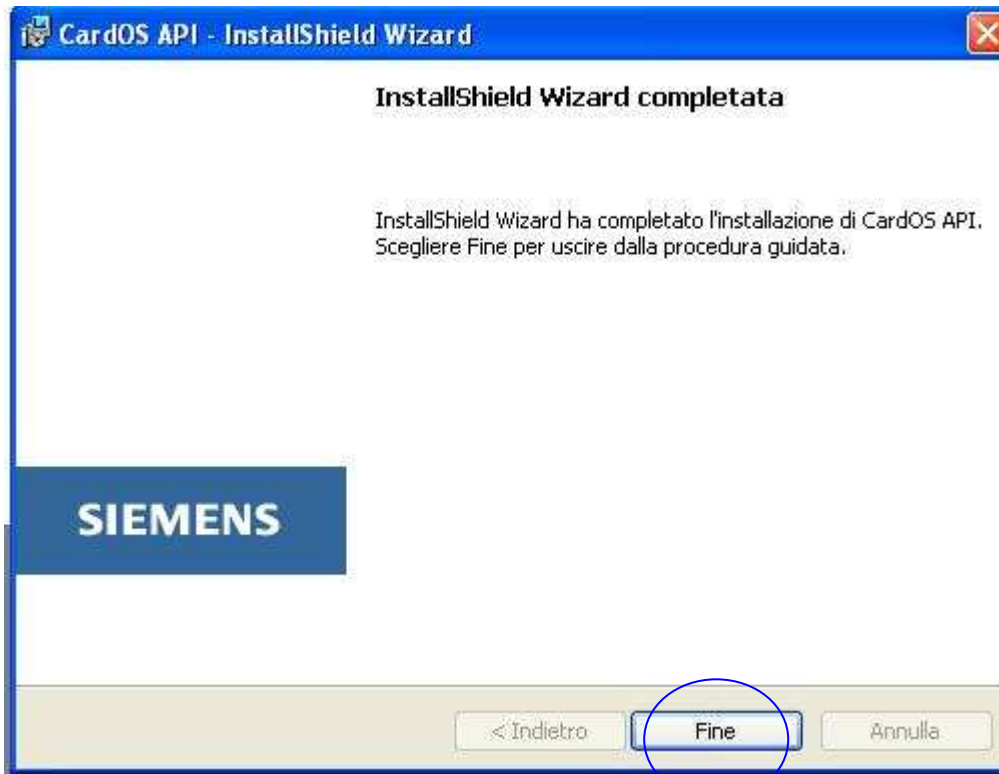 CardOS API - InstallShield Wizard
InstallShield Wizard completata
InstallShield Wizard ha completato l'installazione di CardOS API.
Scegliere Fine per uscire dalla procedura guidata.
SIEMENS
< Indietro
Fine
Annulla